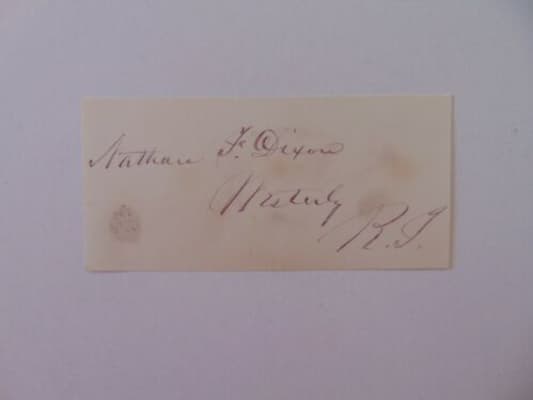 Nathan F. Dixon
Westerly
R.I.